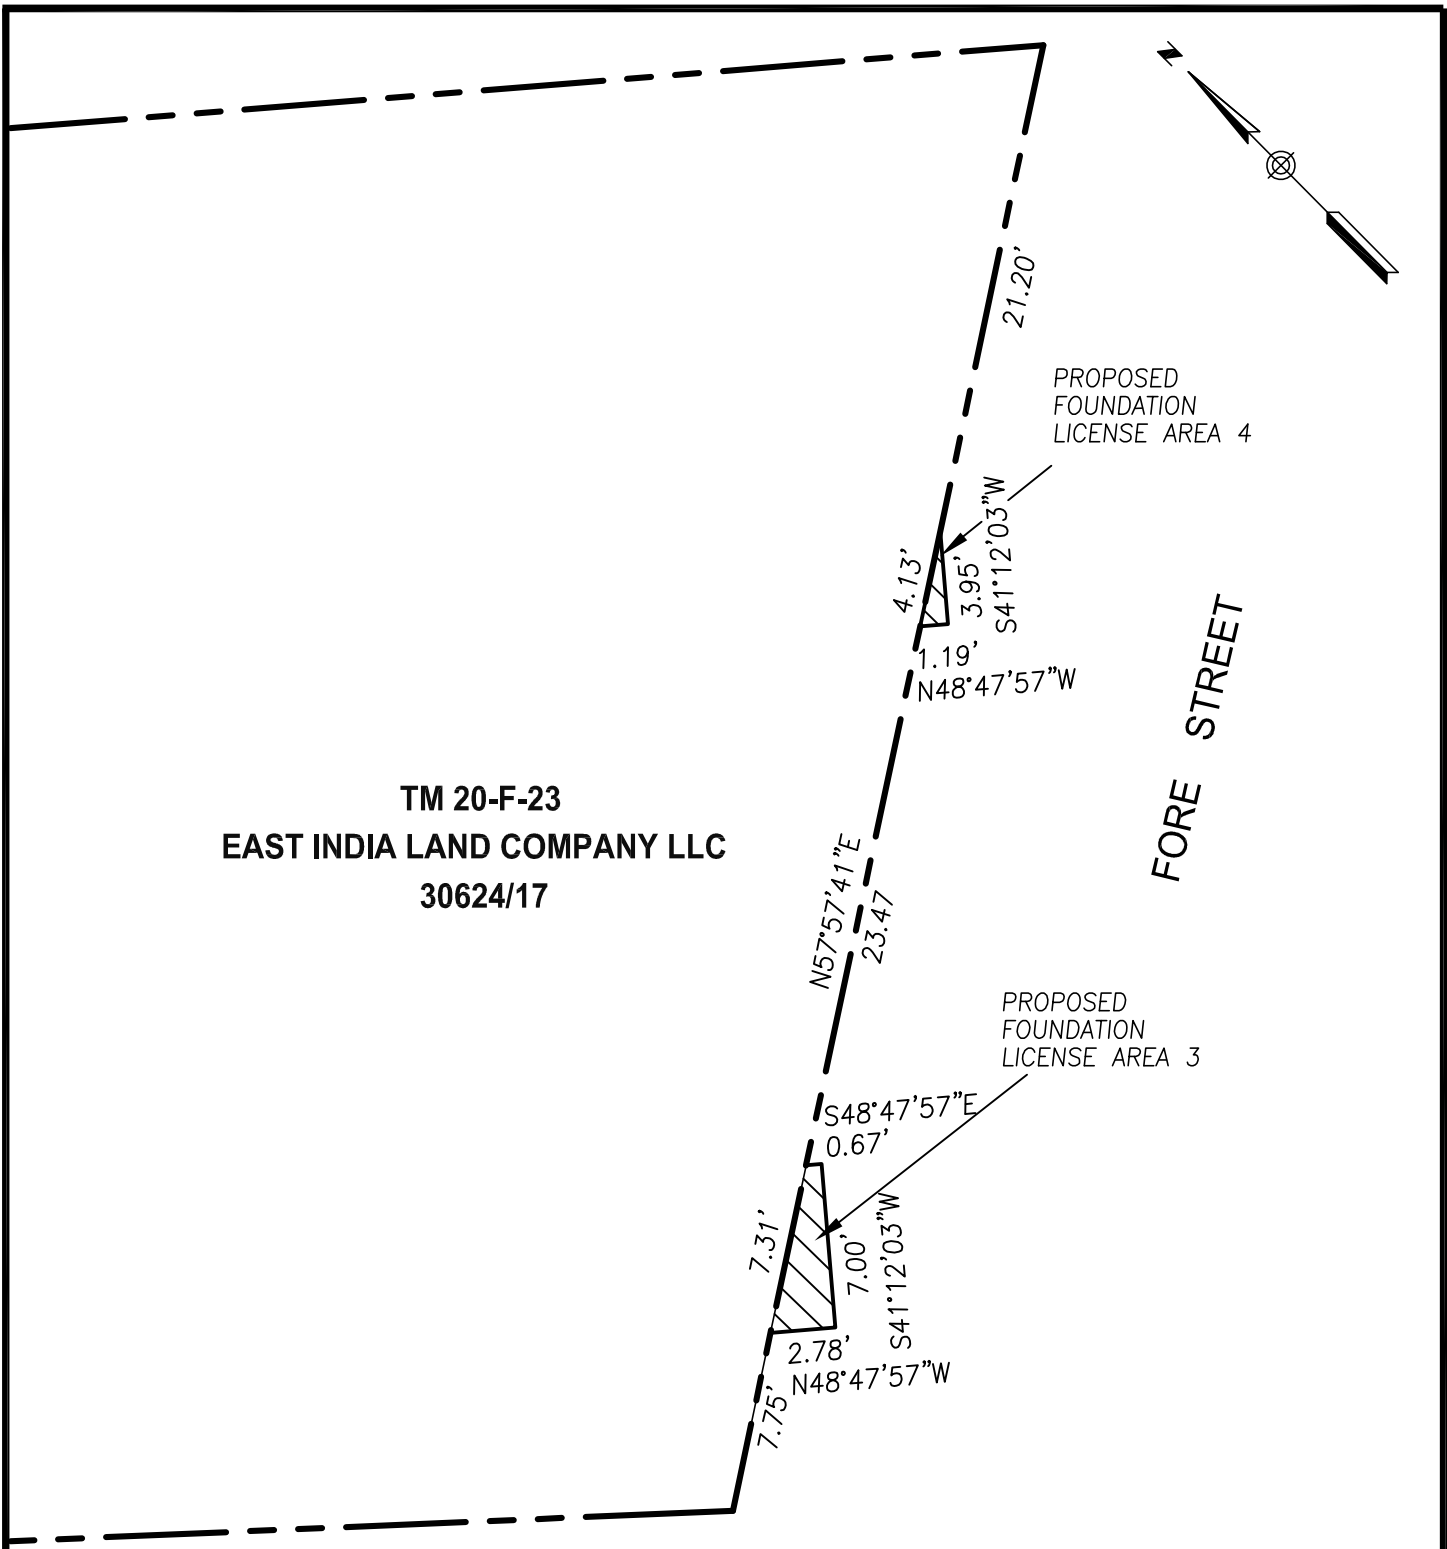 N
21.20'
PROPOSED
FOUNDATION
LICENSE AREA 4
4.13'
3.95'
S41°12'03"W
1.19'
N48°47'57"W
FORE STREET
TM 20-F-23
EAST INDIA LAND COMPANY LLC
30624/17
N57°57'41"E
23.47
PROPOSED
FOUNDATION
LICENSE AREA 3
S48°47'57"E
0.67'
7.31'
7.00'
S41°12'03"W
2.78'
N48°47'57"W
7.75'